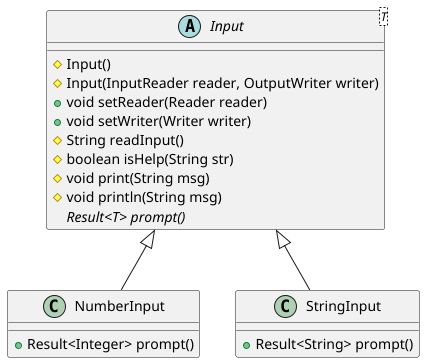 A Input T
Input()
Input(InputReader reader, OutputWriter writer)
void setReader(Reader reader)
void setWriter(Writer writer)
String readInput()
boolean isHelp(String str)
void print(String msg)
void println(String msg)
Result<T> prompt()
C NumberInput
Result<Integer> prompt()
C StringInput
Result<String> prompt()